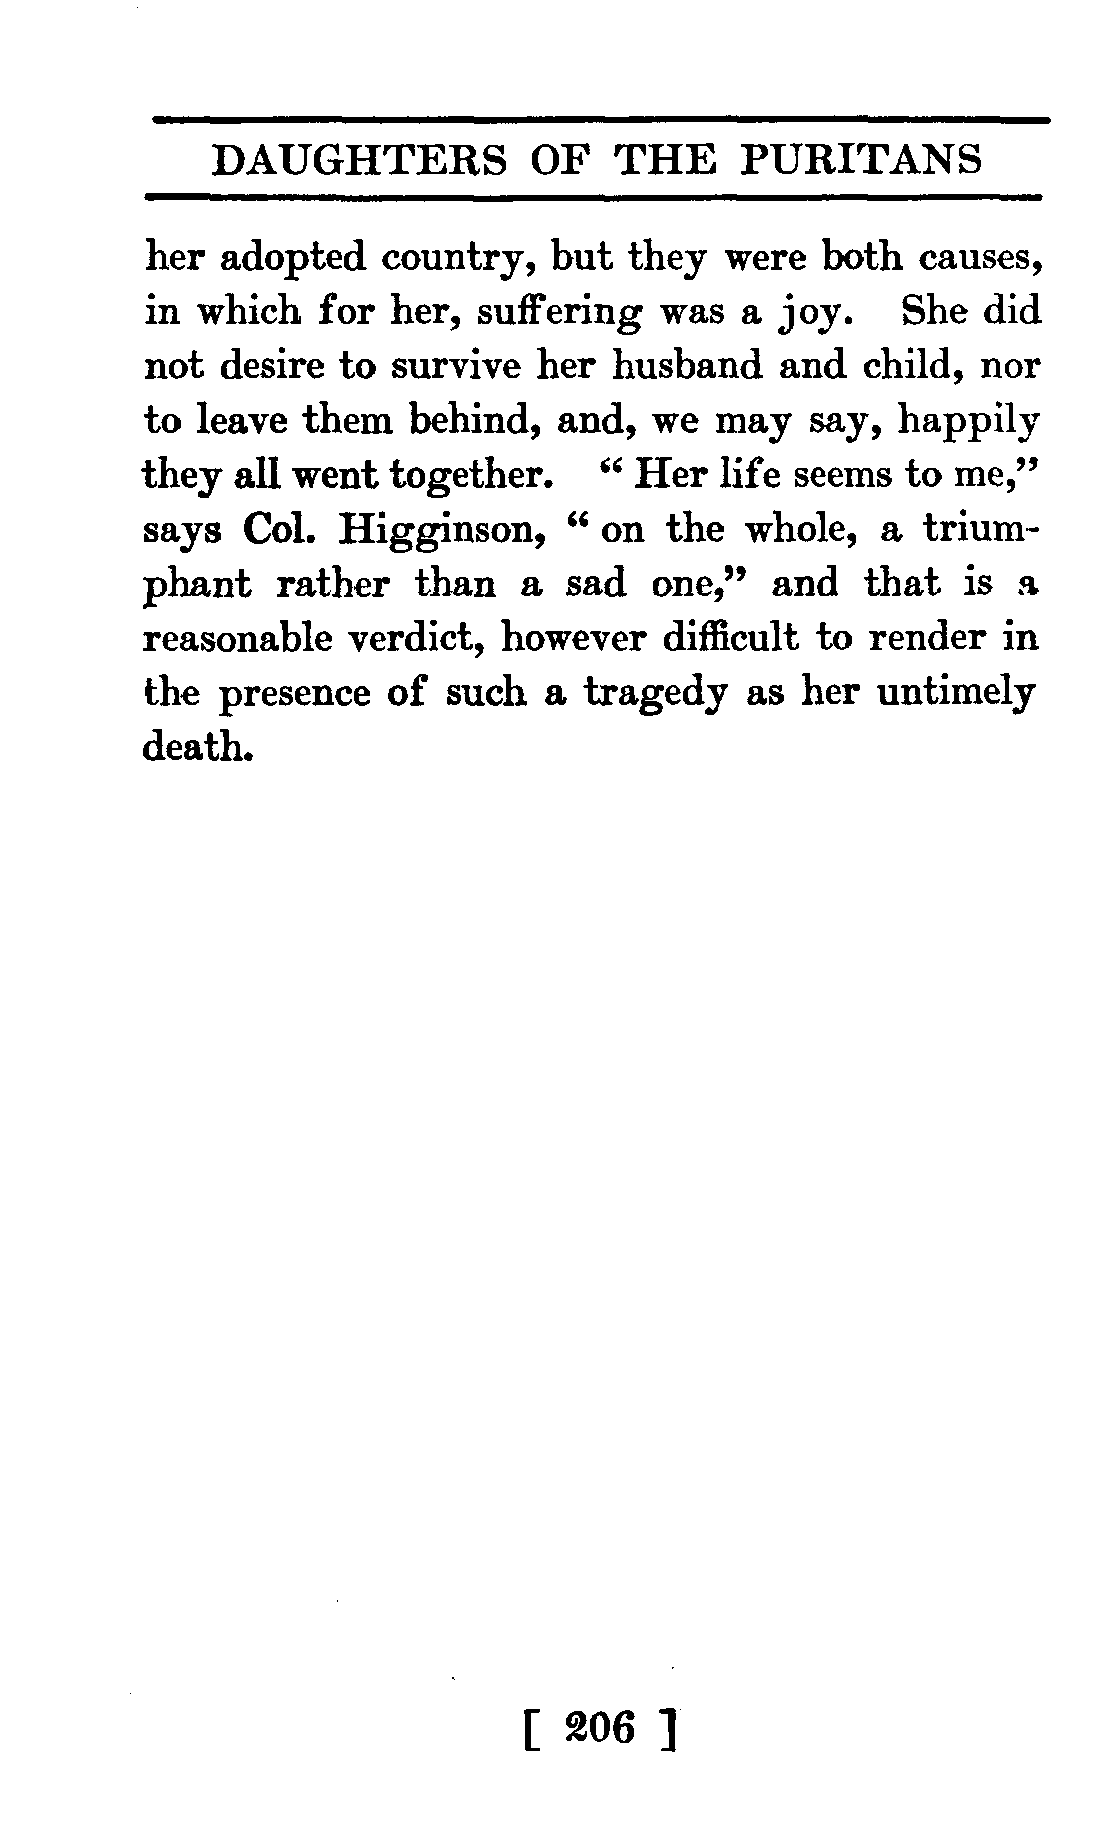 DAUGHTERS OF THE PURITANS
her adopted country, but they were both causes,
in which for her, suffering was a joy. She did
not desire to survive her husband and child, nor
to leave them behind, and, we may say, happily
they all went together. “ Her life seems to me,”
says Col. Higginson, “ on the whole, a trium-
phant rather than a sad one,” and that is a
reasonable verdict, however difficult to render in
the presence of such a tragedy as her untimely
death.
[ 206 ]